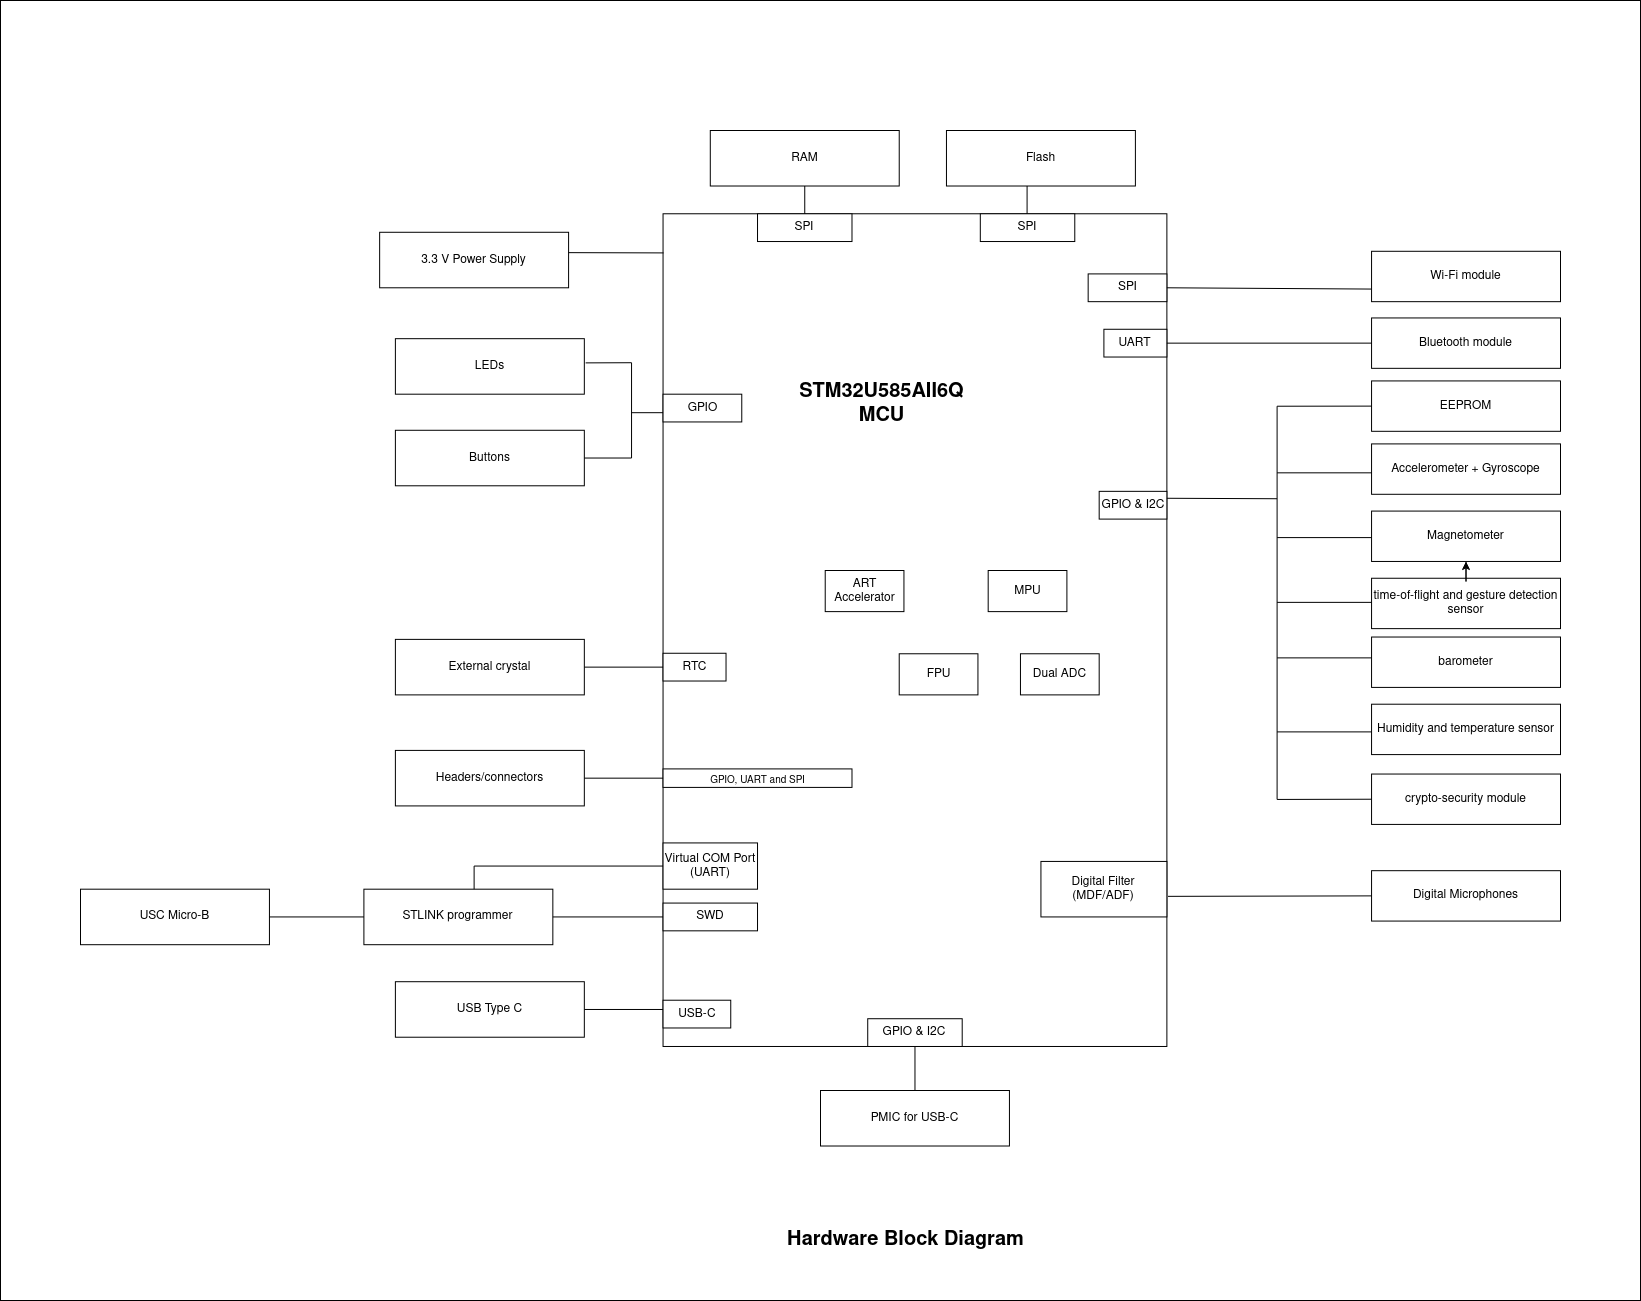 RAM
Flash
SPI
SPI
3.3 V Power Supply
Wi-Fi module
SPI
Bluetooth module
UART
LEDs
STM32U585AII6Q
MCU
GPIO
EEPROM
Buttons
Accelerometer + Gyroscope
GPIO & I2C
Magnetometer
ART
Accelerator
MPU
time-of-flight and gesture detection
sensor
External crystal
RTC
FPU
Dual ADC
barometer
Humidity and temperature sensor
Headers/connectors
GPIO, UART and SPI
crypto-security module
Virtual COM Port
(UART)
Digital Filter
(MDF/ADF)
Digital Microphones
USC Micro-B
STLINK programmer
SWD
USB Type C
USB-C
GPIO & I2C
PMIC for USB-C
Hardware Block Diagram